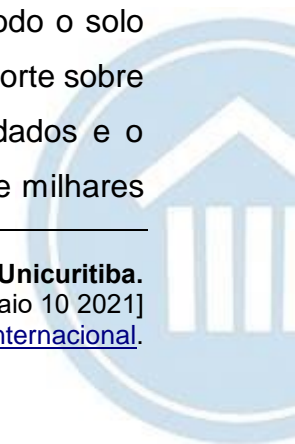 odo o solo
orte sobre
dados e o
e milhares
Unicuritiba.
aio 10 2021]
nternacional.